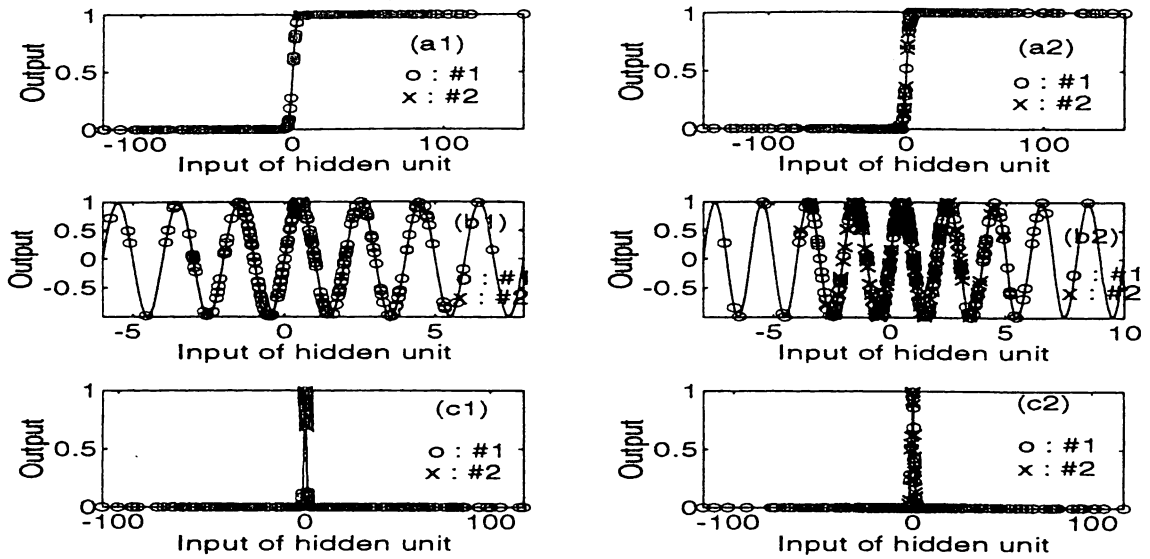 1
(a1)
Output
0.5
o : #1
x : #2
0
-100
0
100
Input of hidden unit
1
(a2)
Output
0.5
o : #1
x : #2
0
-100
0
100
Input of hidden unit
1
0.5
0
-0.5
Output
(b1)
o : #1
x : #2
-5
0
5
Input of hidden unit
1
0.5
0
-0.5
Output
(b2)
o : #1
x : #2
-5
0
5
10
Input of hidden unit
1
(c1)
Output
0.5
o : #1
x : #2
0
-100
0
100
Input of hidden unit
1
(c2)
Output
0.5
o : #1
x : #2
0
-100
0
100
Input of hidden unit